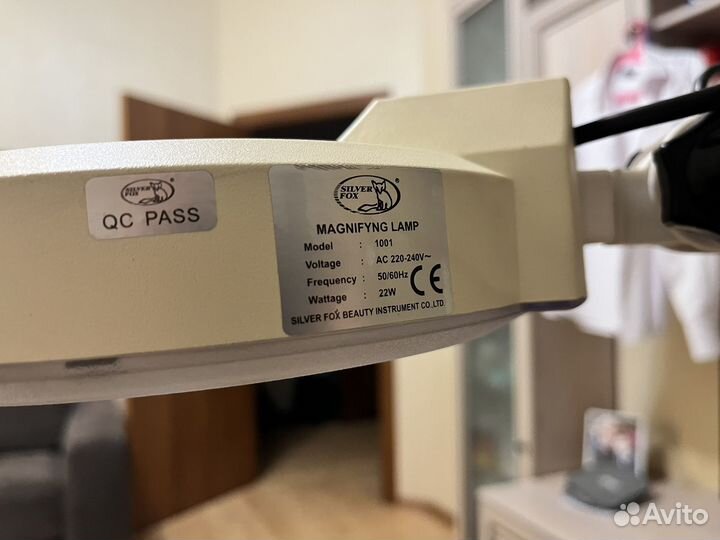 SILVER FOX
QC PASS
SILVER FOX
MAGNIFYNG LAMP
Model : 1001
Voltage : AC 220-240V~
Frequency : 50/60Hz
Wattage : 22W
CE
SILVER FOX BEAUTY INSTRUMENT CO.,LTD.
Avito